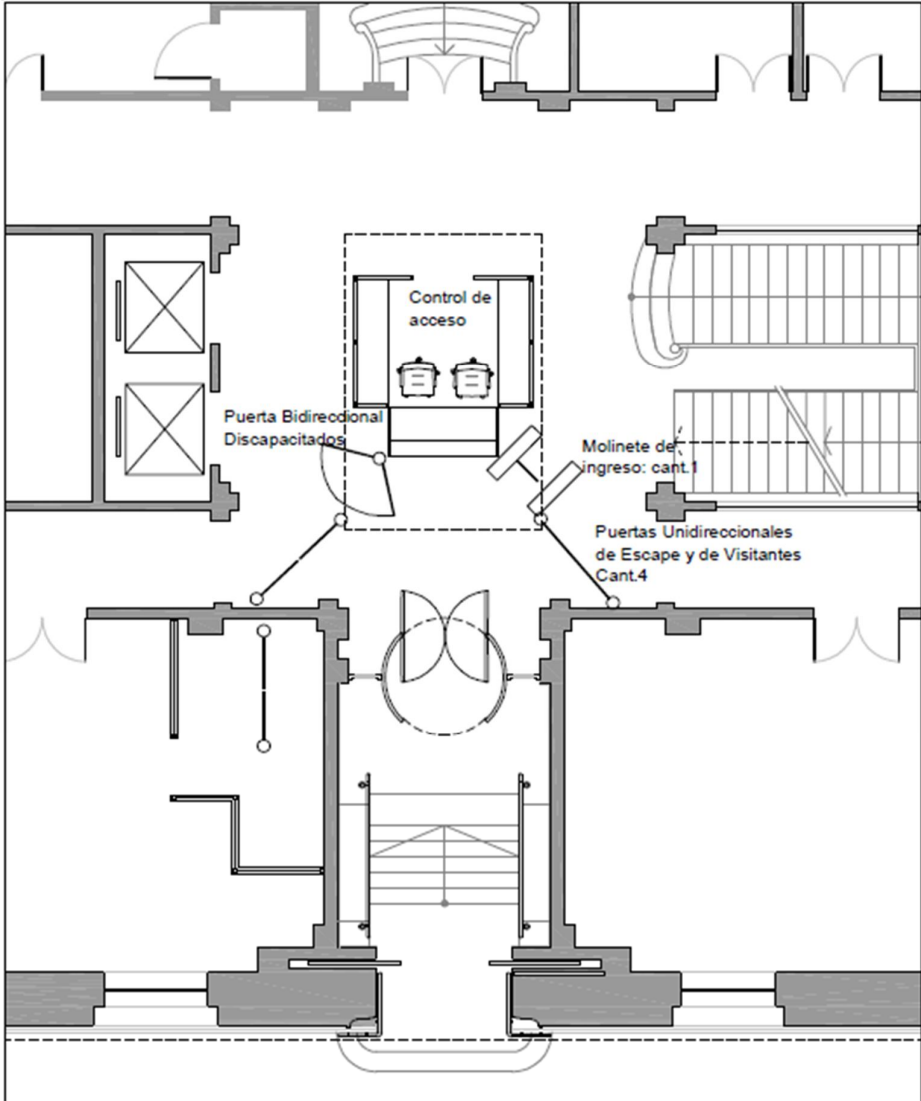 Control de
acceso
Puerta Bidireccional
Discapacitados
Molinete de
ingreso: cant.1
Puertas Unidireccionales
de Escape y de Visitantes
Cant.4